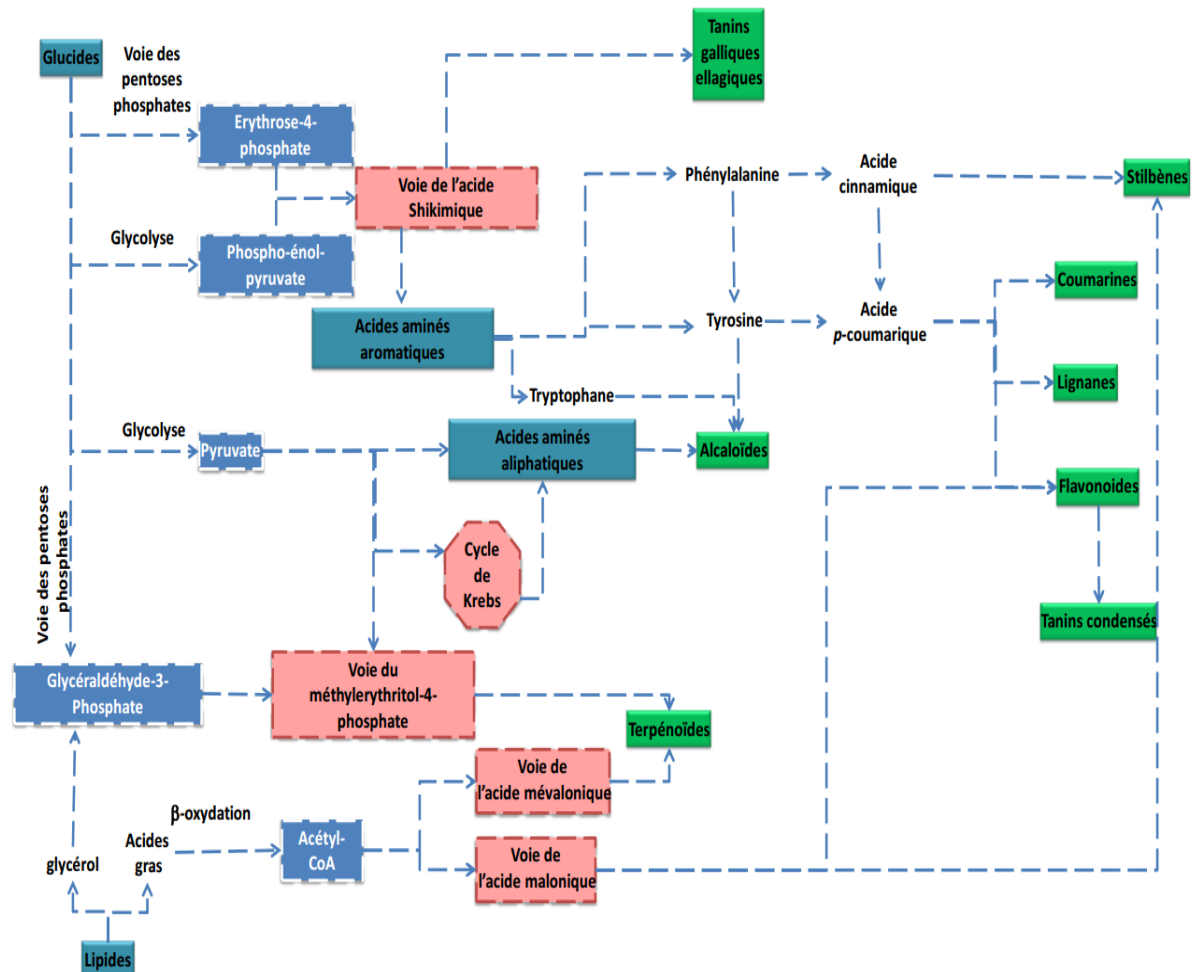 Glucides
Voie des
pentoses
phosphates
Tanins
galliques
ellagiques
Erythrose-4-
phosphate
Voie de l'acide
Shikimique
Phénylalanine
Acide
cinnamique
Stilbènes
Glycolyse
Phospho-énol-
pyruvate
Coumarines
Acides aminés
aromatiques
Tyrosine
Acide
p-coumarique
Lignanes
Tryptophane
Glycolyse
Pyruvate
Acides aminés
aliphatiques
Alcaloïdes
Flavonoides
Voie des pentoses
phosphates
Cycle
de
Krebs
Tanins condensés
Glycéraldéhyde-3-
Phosphate
Voie du
méthylerythritol-4-
phosphate
Terpénoïdes
Voie de
l'acide mévalonique
β-oxydation
glycérol
Acides
gras
Acétyl-
CoA
Voie de
l'acide malonique
Lipides